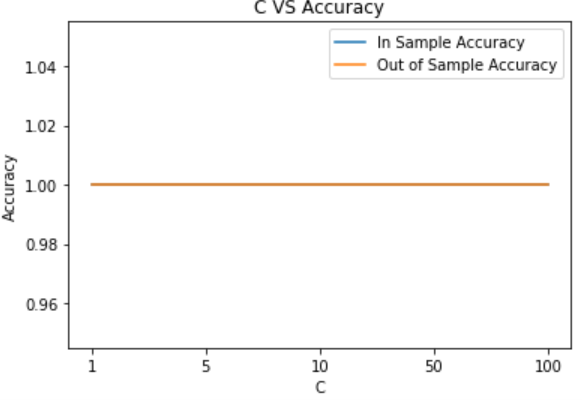 C VS Accuracy
In Sample Accuracy
Out of Sample Accuracy
Accuracy
1.04
1.02
1.00
0.98
0.96
1 5 10 50 100
C